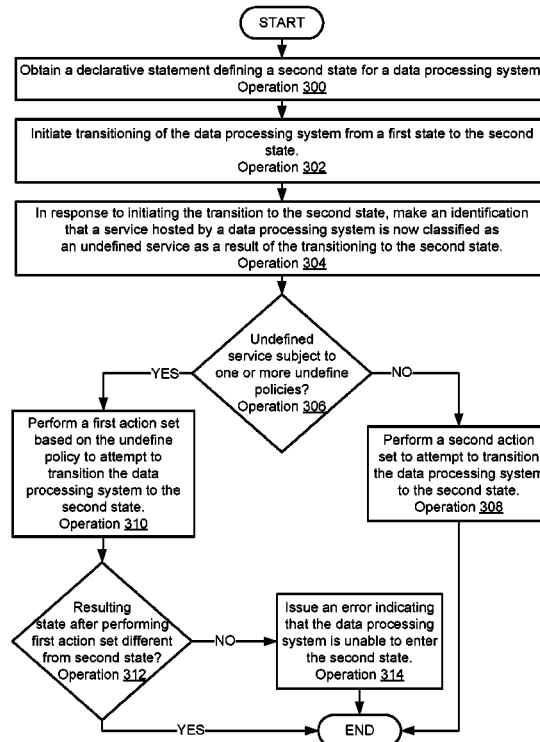 START
Obtain a declarative statement defining a second state for a data processing system
Operation 300
Initiate transitioning of the data processing system from a first state to the second
state.
Operation 302
In response to initiating the transition to the second state, make an identification
that a service hosted by a data processing system is now classified as
an undefined service as a result of the transitioning to the second state.
Operation 304
Undefined
service subject to
one or more undefine
policies?
Operation 306
YES
NO
Perform a first action set
based on the undefine
policy to attempt to
transition the data
processing system to the
second state.
Operation 310
Perform a second action
set to attempt to transition
the data processing system
to the second state.
Operation 308
Resulting
state after performing
first action set different
from second state?
Operation 312
NO
Issue an error indicating
that the data processing
system is unable to enter
the second state.
Operation 314
YES
END